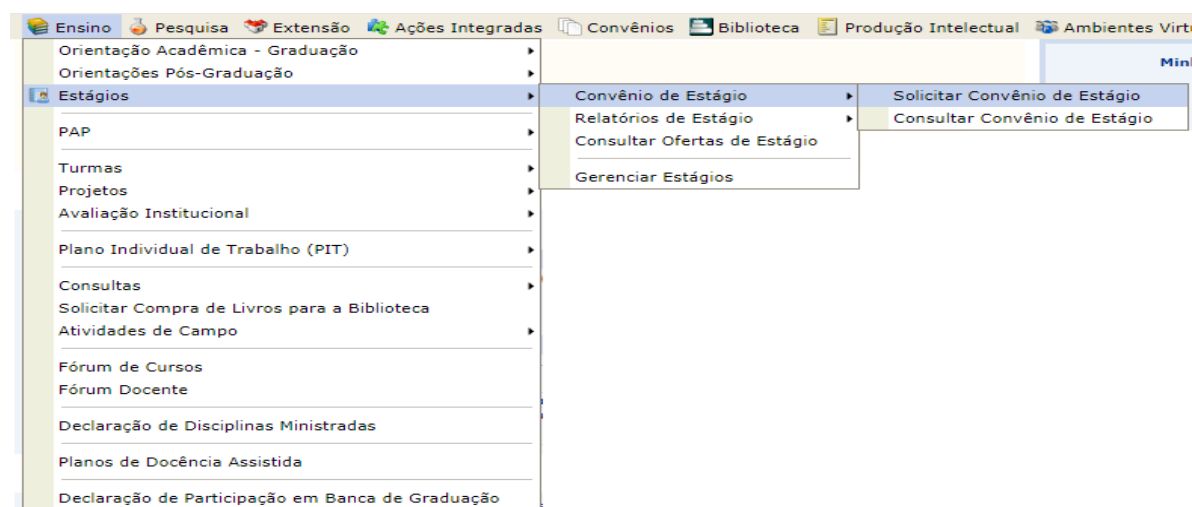 Ensino Pesquisa Extensão Ações Integradas Convênios Biblioteca Produção Intelectual Ambientes
Orientação Acadêmica - Graduação
Orientações Pós-Graduação
Estágios
PAP
Turmas
Projetos
Avaliação Institucional
Plano Individual de Trabalho (PIT)
Consultas
Solicitar Compra de Livros para a Biblioteca
Atividades de Campo
Fórum de Cursos
Fórum Docente
Declaração de Disciplinas Ministradas
Planos de Docência Assistida
Declaração de Participação em Banca de Graduação
Convênio de Estágio
Relatórios de Estágio
Consultar Ofertas de Estágio
Gerenciar Estágios
Solicitar Convênio de Estágio
Consultar Convênio de Estágio